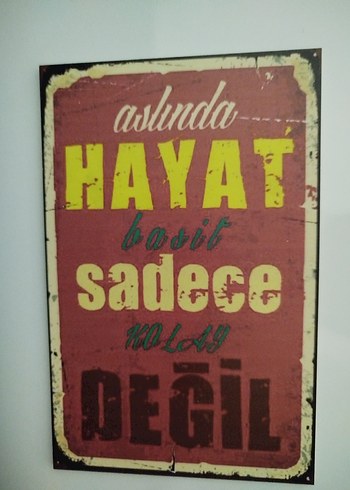 aslında
HAYAT
basit
sadece
KOLAY
DEĞİL